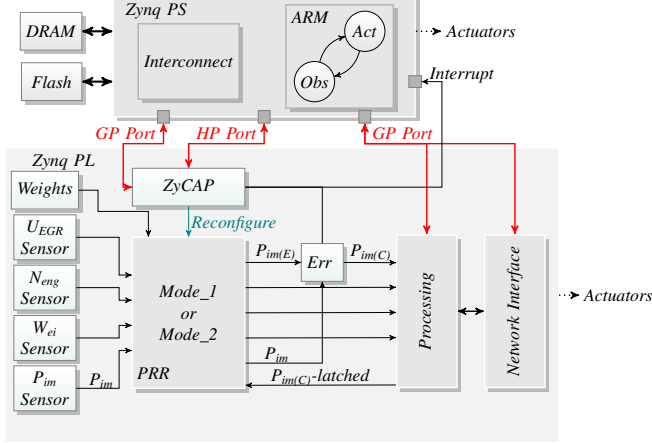 Zynq PS
DRAM
Flash
Interconnect
ARM
Act
Obs
Actuators
Interrupt
GP Port
HP Port
GP Port
Zynq PL
Weights
ZyCAP
Reconfigure
U_EGR
Sensor
N_eng
Sensor
W_ei
Sensor
P_im
Sensor
P_im
Mode_1
or
Mode_2
PRR
P_im(E)
Err
P_im(C)
P_im
P_im(C)-latched
Processing
Network Interface
Actuators